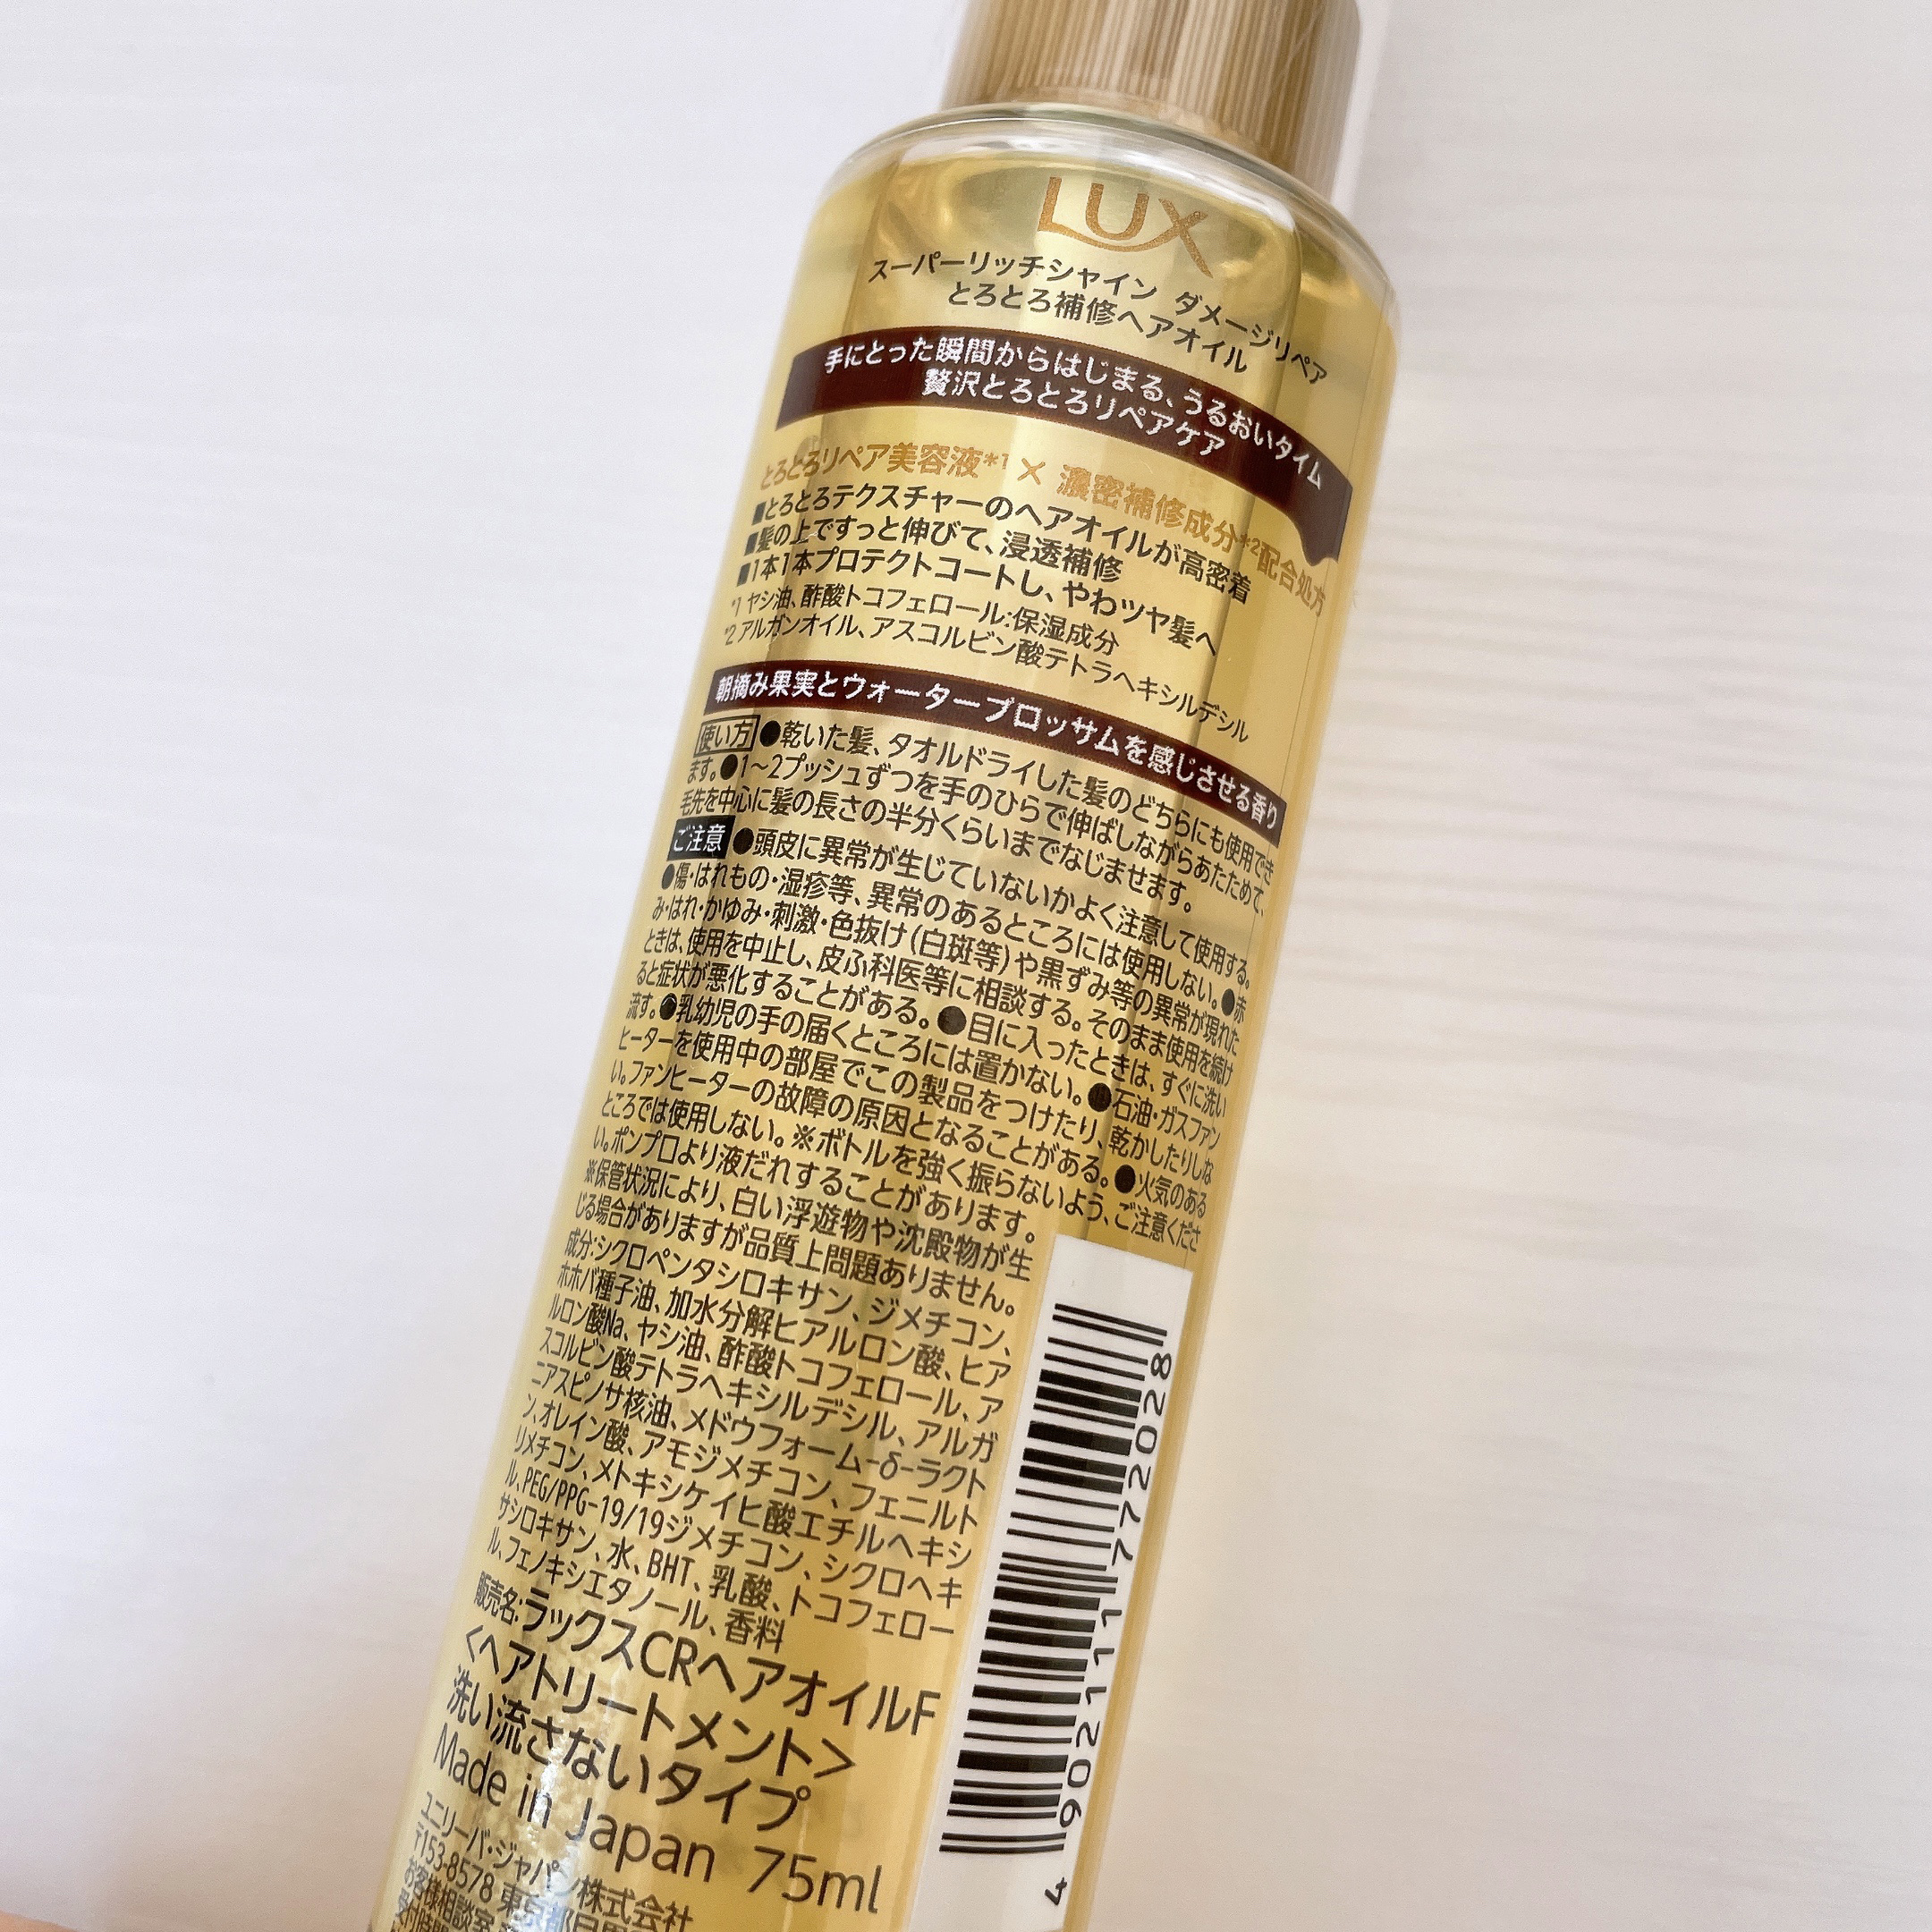 LUX
スーパーリッチシャイン ダメージリペア
とろとろ補修ヘアオイル
手にとった瞬間からはじまる、うるおいタイム
贅沢とろとろリペアケア
とろとろリペア美容液*1 × 濃密補修成分*2配合処方
■とろとろテクスチャーのヘアオイルが高密着
■髪の上ですっと伸びて、浸透補修
■1本1本プロテクトコートし、やわツヤ髪へ
*1 ヤシ油、酢酸トコフェロール:保湿成分
*2 アルガンオイル、アスコルビン酸テトラヘキシルデシル
朝摘み果実とウォーターブロッサムを感じさせる香り
使い方 ●乾いた髪、タオルドライした髪のどちらにも使用でき
ます。●1〜2プッシュずつを手のひらで伸ばしながらあたためて、
毛先を中心に髪の長さの半分くらいまでなじませます。
ご注意 ●頭皮に異常が生じていないかよく注意して使用する。
●傷・はれもの・湿疹等、異常のあるところには使用しない。●赤
み・はれ・かゆみ・刺激・色抜け(白斑等)や黒ずみ等の異常が現れた
ときは、使用を中止し、皮ふ科医等に相談する。そのまま使用を続け
ると症状が悪化することがある。●目に入ったときは、すぐに洗い
流す。●乳幼児の手の届くところには置かない。●石油・ガスファン
ヒーターを使用中の部屋でこの製品をつけたり、乾かしたりしな
い。ファンヒーターの故障の原因となることがある。●火気のある
ところでは使用しない。※ボトルを強く振らないよう、ご注意くださ
い。ポンプ口より液だれすることがあります。
※保管状況により、白い浮遊物や沈殿物が生
じる場合がありますが品質上問題ありません。
成分:シクロペンタシロキサン、ジメチコン、
ホホバ種子油、加水分解ヒアルロン酸、ヒア
ルロン酸Na、ヤシ油、酢酸トコフェロール、ア
スコルビン酸テトラヘキシルデシル、アルガ
ニアスピノサ核油、メドウフォーム-δ-ラクト
ン、オレイン酸、アモジメチコン、フェニルト
リメチコン、メトキシケイヒ酸エチルヘキシ
ル、PEG/PPG-19/19ジメチコン、シクロヘキ
サシロキサン、水、BHT、乳酸、トコフェロー
ル、フェノキシエタノール、香料
販売名:ラックスCRヘアオイルF
<ヘアトリートメント>
洗い流さないタイプ
Made in Japan 75ml
ユニリーバ・ジャパン株式会社
〒153-8578 東京都目黒
お客様相談室
受付時間
4 902111 772028